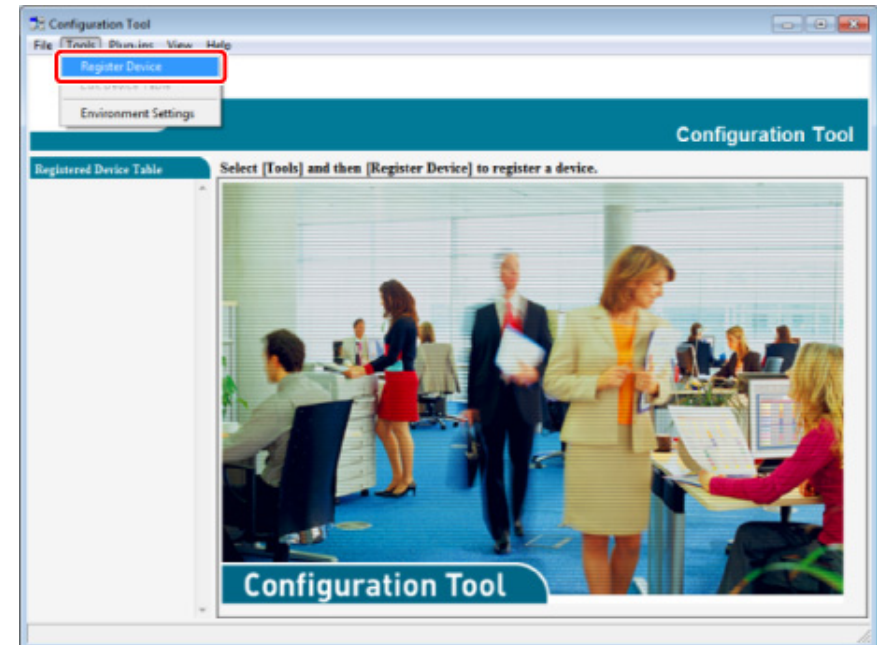 Configuration Tool
File Tools Plug-ins View Help
Register Device
Environment Settings
Configuration Tool
Registered Device Table
Select [Tools] and then [Register Device] to register a device.
Configuration Tool